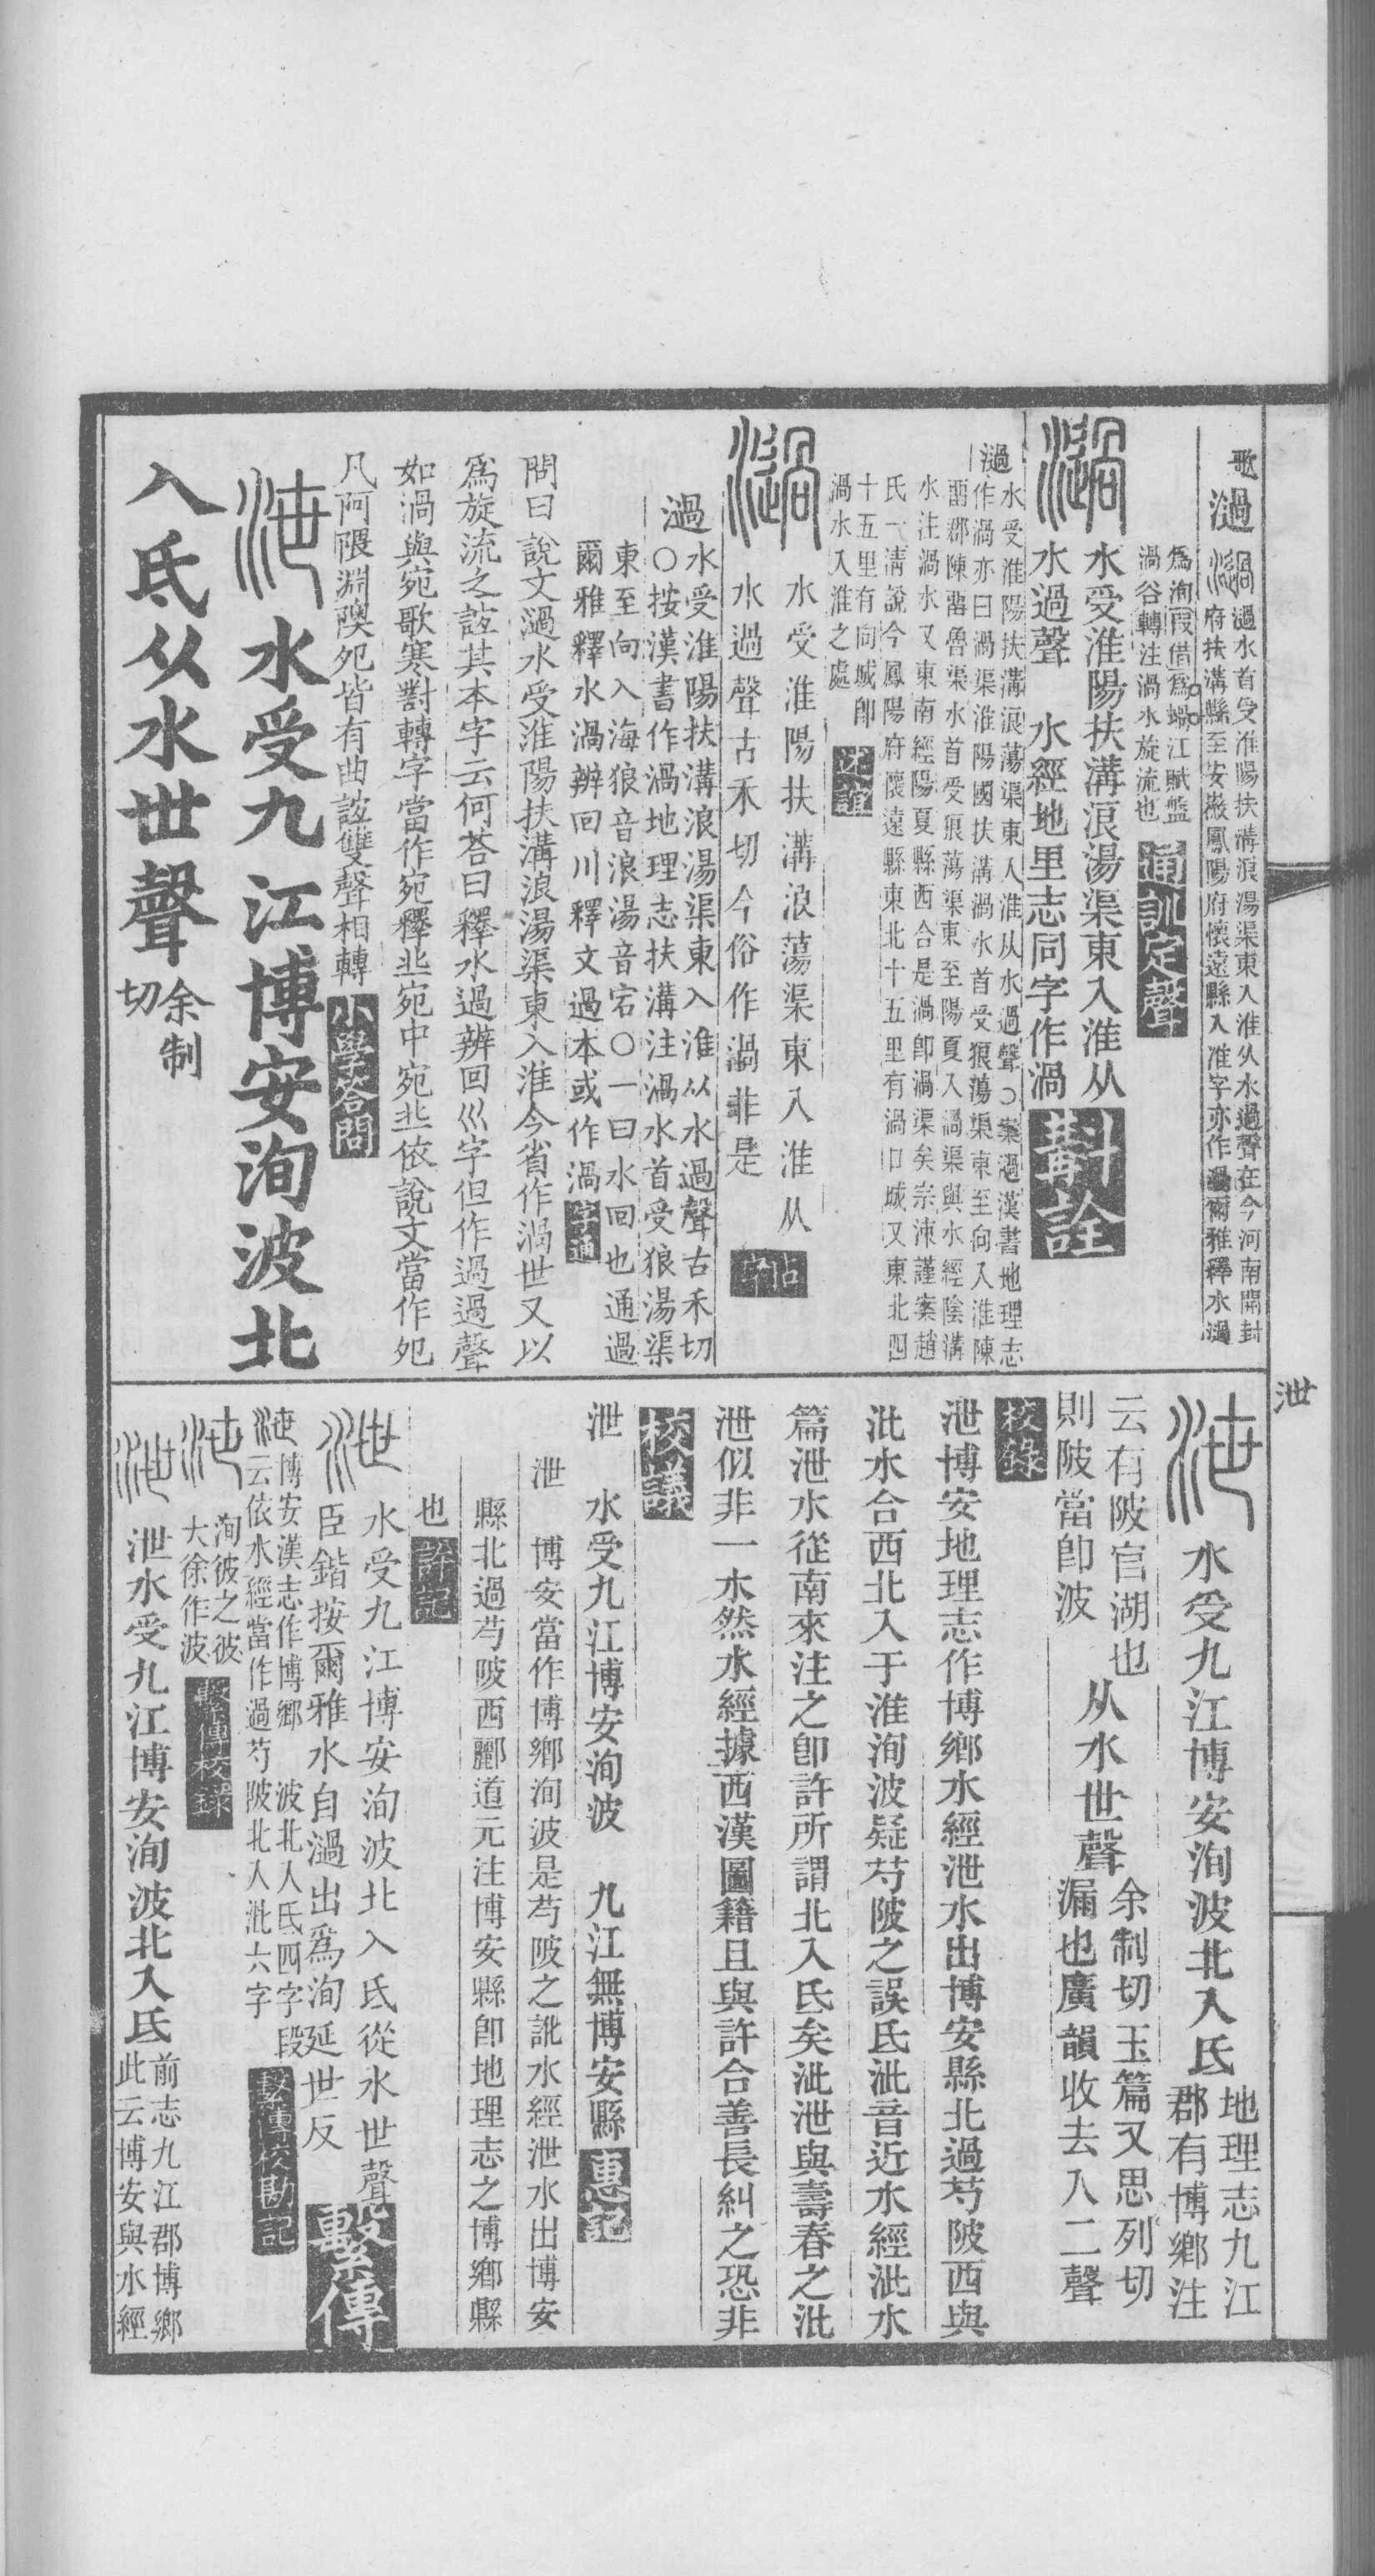 歌
濄
濄水首受淮陽扶溝浪湯渠東入淮从水過聲在今河南開封
府扶溝縣至安徽鳳陽府懷遠縣入淮字亦作渦爾雅釋水濄
爲洵叚借爲蝸江賦盤
渦谷轉注渦水旋流也
通訓定聲
水受淮陽扶溝浪湯渠東入淮从
水過聲　水經地里志同字作渦
斠詮
濄
水受淮陽扶溝浪蕩渠東入淮从水過聲○案濄漢書地理志
作渦亦曰渦渠淮陽國扶溝渦水首受狼蕩渠東至向入淮陳
酈郡陳留魯渠水首受狼蕩渠東至陽夏入渦渠與水經陰溝
水注渦水又東南經陽夏縣西合是渦卽渦渠矣宗涑謹案趙
氏一清說今鳳陽府懷遠縣東北十五里有渦口城又東北四
十五里有向城卽
渦水入淮之處
水受淮陽扶溝浪蕩渠東入淮从
水過聲古禾切今俗作渦非是
濄
水受淮陽扶溝浪湯渠東入淮从水過聲古禾切
○按漢書作渦地理志扶溝注渦水首受狼湯渠
東至向入海狼音浪湯音宕○一曰水回也通過
爾雅釋水渦辨回川釋文過本或作渦
字通
問曰說文濄水受淮陽扶溝浪湯渠東入淮今省作渦世又以
爲旋流之誼其本字云何荅曰釋水過辨回巛字但作過過聲
如渦與宛歌寒對轉字當作宛釋丠宛中宛丠依說文當作夗
凡阿隈淵隩夗皆有曲誼雙聲相轉
小學答問
水受九江博安洵波北
入氐从水世聲
余制
切
泄
水受九江博安洵波北入氐
地理志九江
郡有博鄉注
云有陂官湖也
則陂當卽波
从水世聲
余制切玉篇又思列切
漏也廣韻收去入二聲
校錄
泄博安地理志作博鄉水經泄水出博安縣北過芍陂西與
沘水合西北入于淮洵波疑芍陂之誤氐沘音近水經沘水
篇泄水從南來注之卽許所謂北入氐矣沘泄與壽春之沘
泄似非一水然水經據西漢圖籍且與許合善長糾之恐非
校議
泄　水受九江博安洵波　九江無博安縣
惠記
泄　博安當作博鄉洵波是芍陂之訛水經泄水出博安
縣北過芍陂西酈道元注博安縣卽地理志之博鄉縣
也
許記
水受九江博安洵波北入氐從水世聲
臣鍇按爾雅水自濄出爲洵延世反
繫傳
泄
博安漢志作博鄉　波北入氐四字段
云依水經當作過芍陂北入沘六字
繫傳校勘記
洵彼之彼
大徐作波
繫傳校錄
泄水受九江博安洵波北入氐
前志九江郡博鄉
此云博安與水經